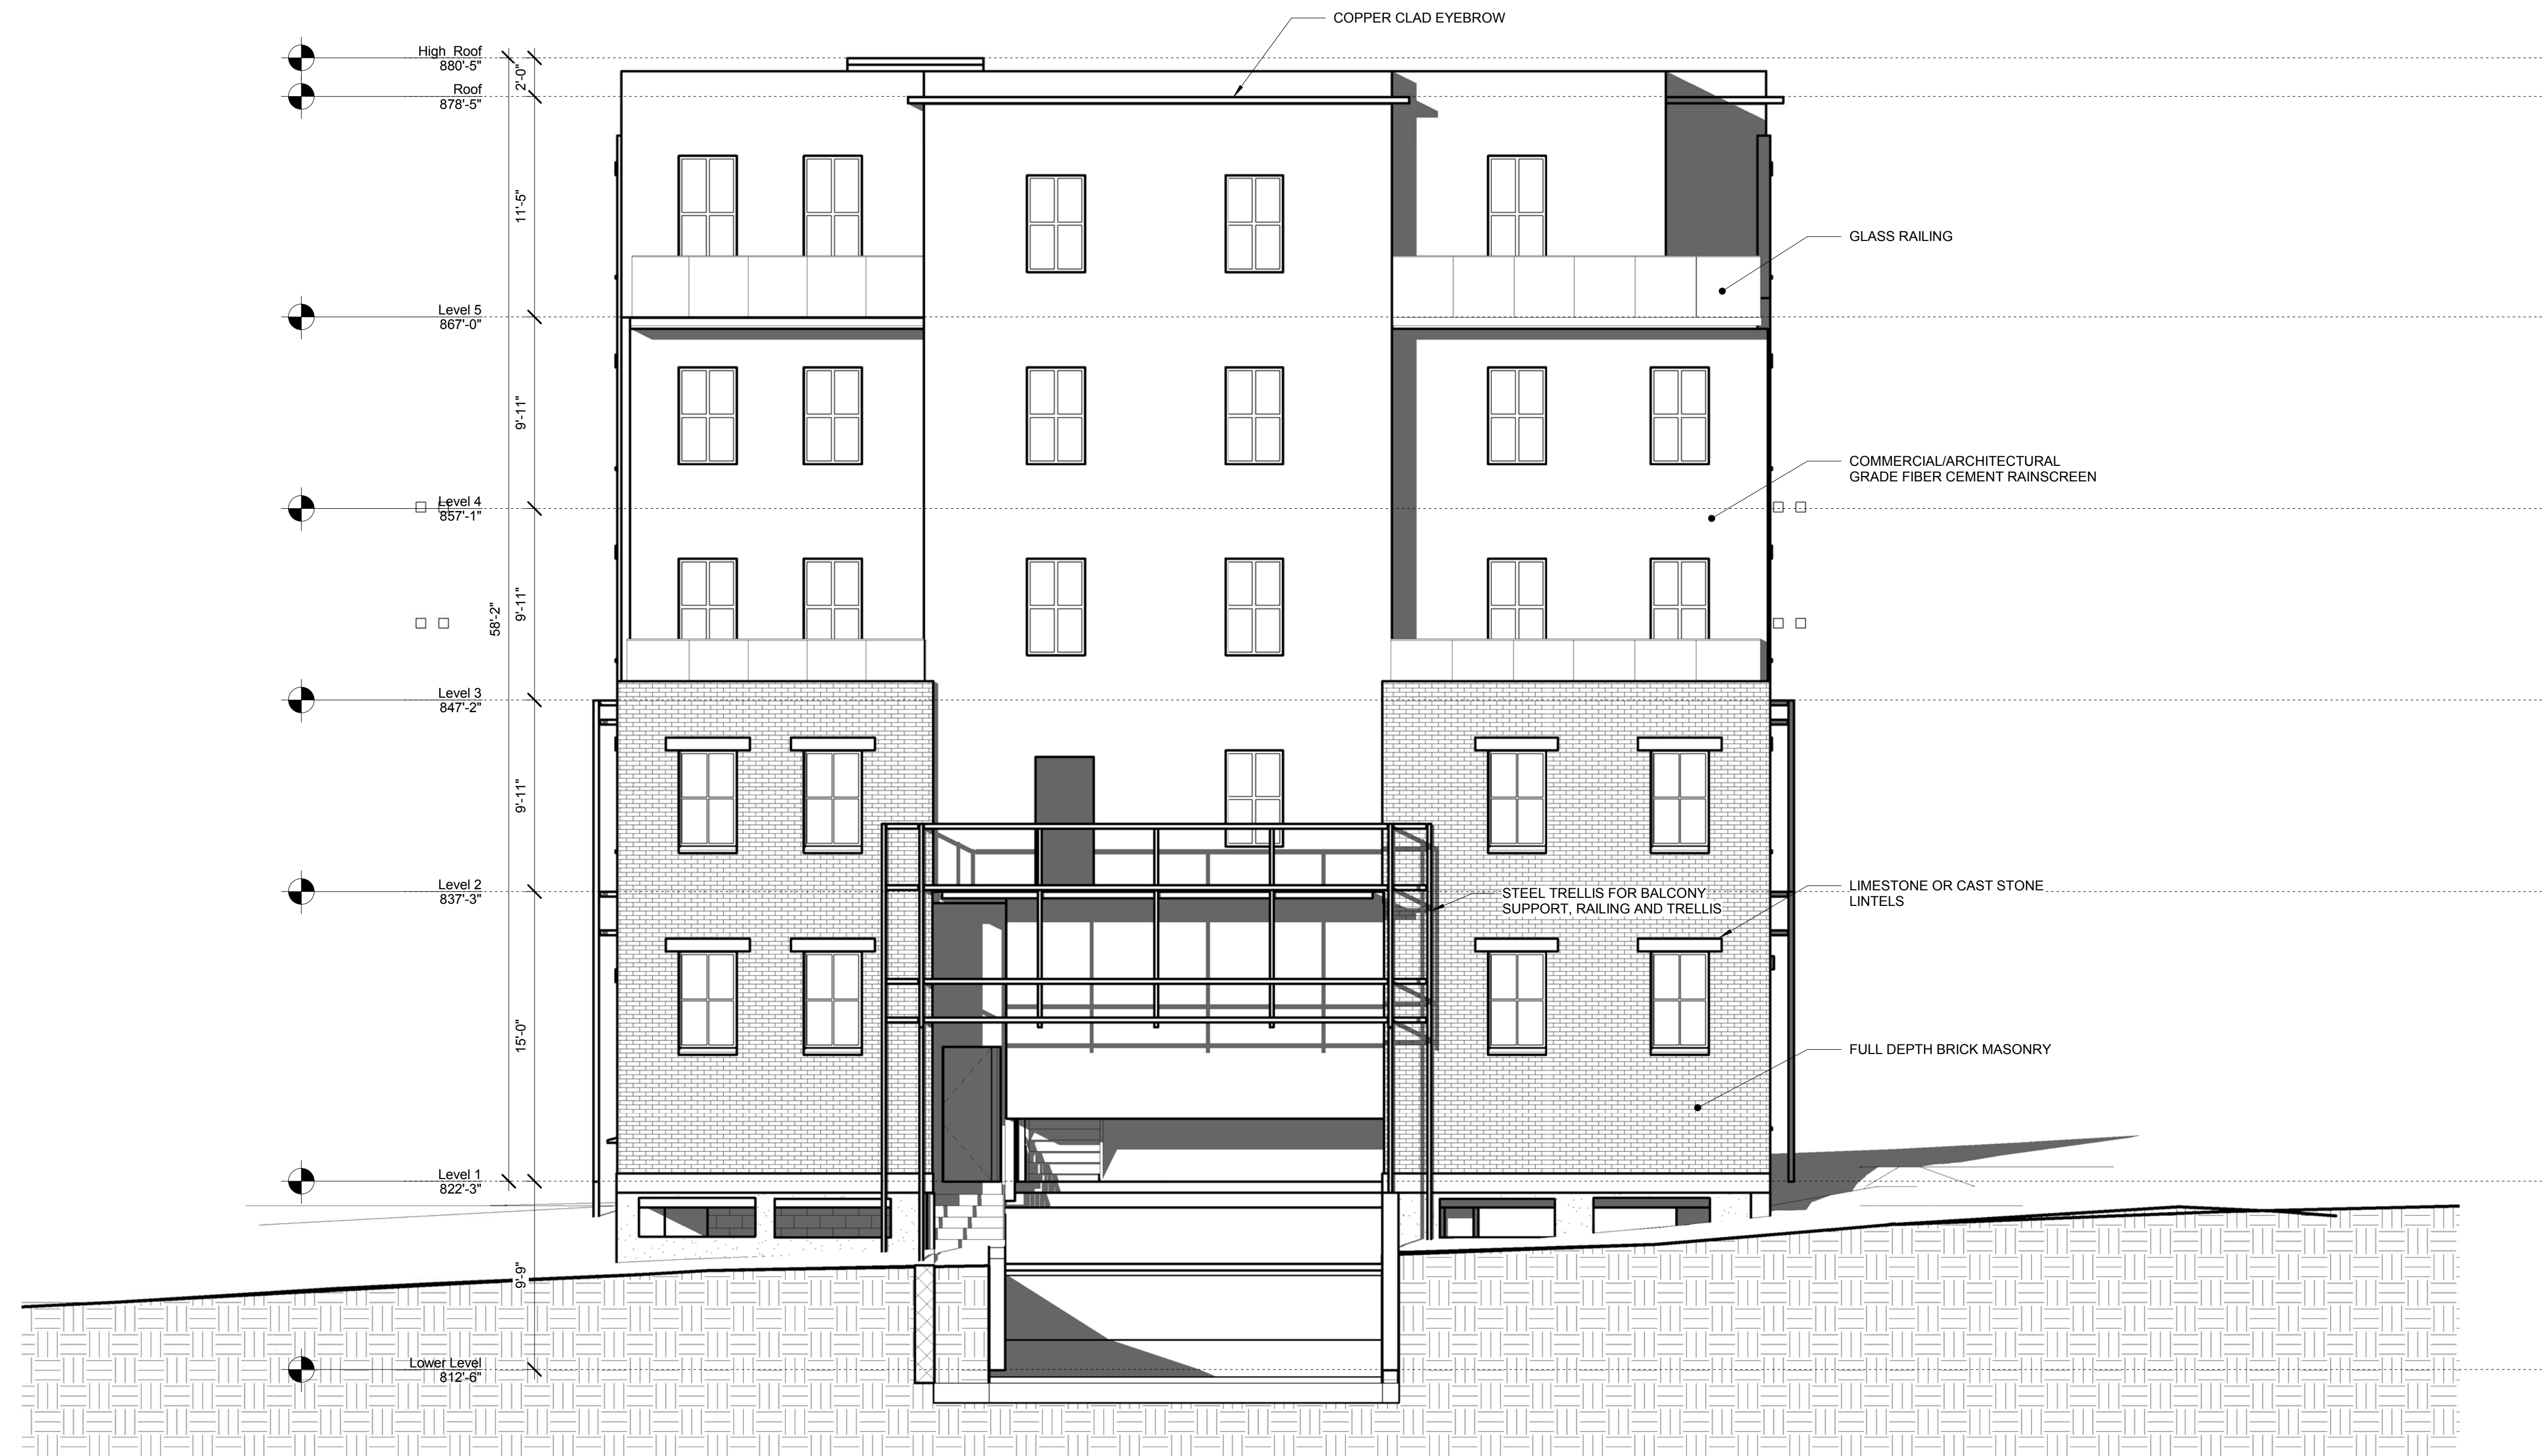 COPPER CLAD EYEBROW
High Roof
880'-5"
2'-0"
Roof
878'-5"
11'-5"
GLASS RAILING
Level 5
867'-0"
9'-11"
COMMERCIAL/ARCHITECTURAL
GRADE FIBER CEMENT RAINSCREEN
Level 4
857'-1"
9'-11"
58'-2"
Level 3
847'-2"
9'-11"
Level 2
837'-3"
STEEL TRELLIS FOR BALCONY
SUPPORT, RAILING AND TRELLIS
LIMESTONE OR CAST STONE
LINTELS
15'-0"
FULL DEPTH BRICK MASONRY
Level 1
822'-3"
9'-9"
Lower Level
812'-6"